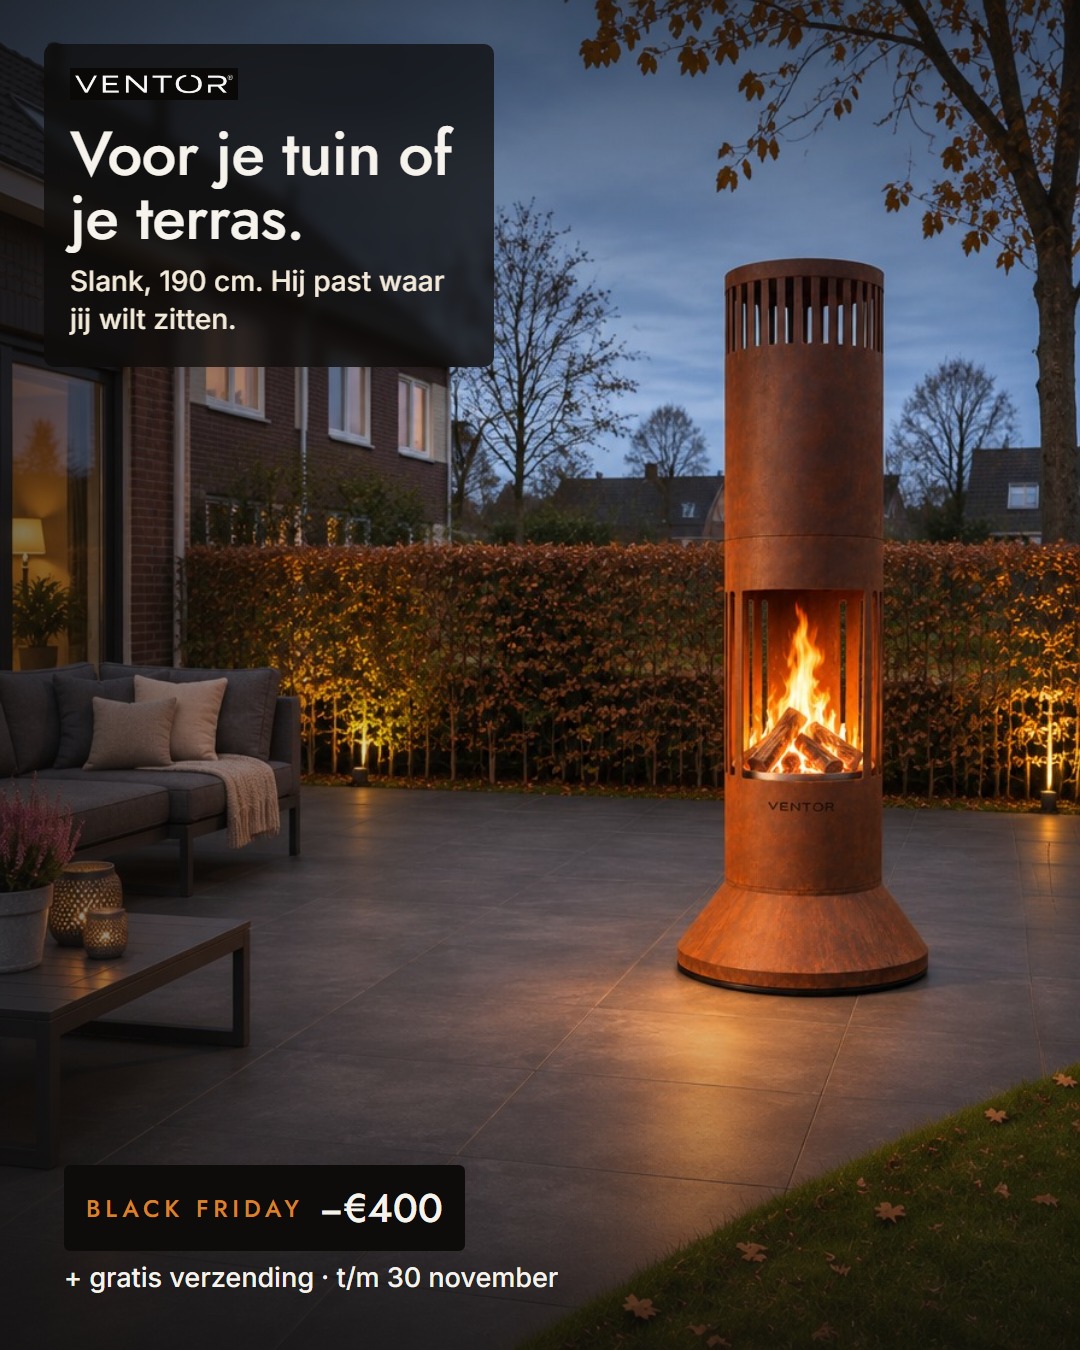 VENTOR®
Voor je tuin of
je terras.
Slank, 190 cm. Hij past waar
jij wilt zitten.
VENTOR
BLACK FRIDAY –€400
+ gratis verzending · t/m 30 november